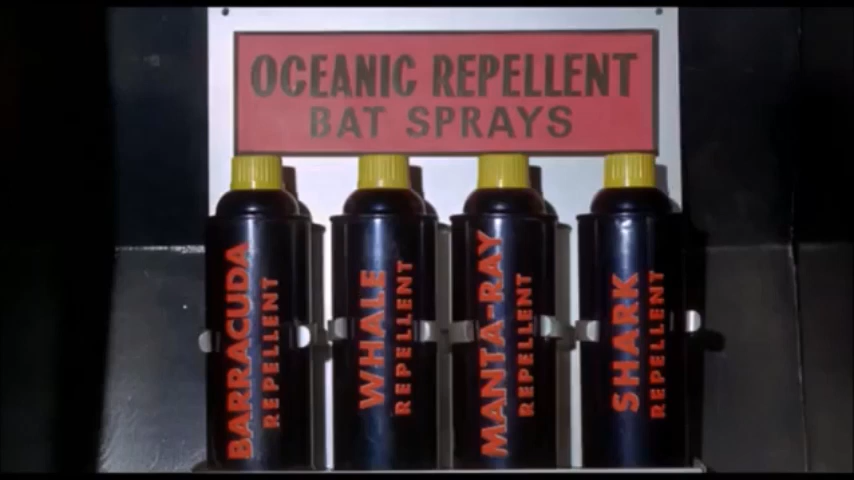 OCEANIC REPELLENT
BAT SPRAYS
BARRACUDA
REPELLENT
WHALE
REPELLENT
MANTA-RAY
REPELLENT
SHARK
REPELLENT